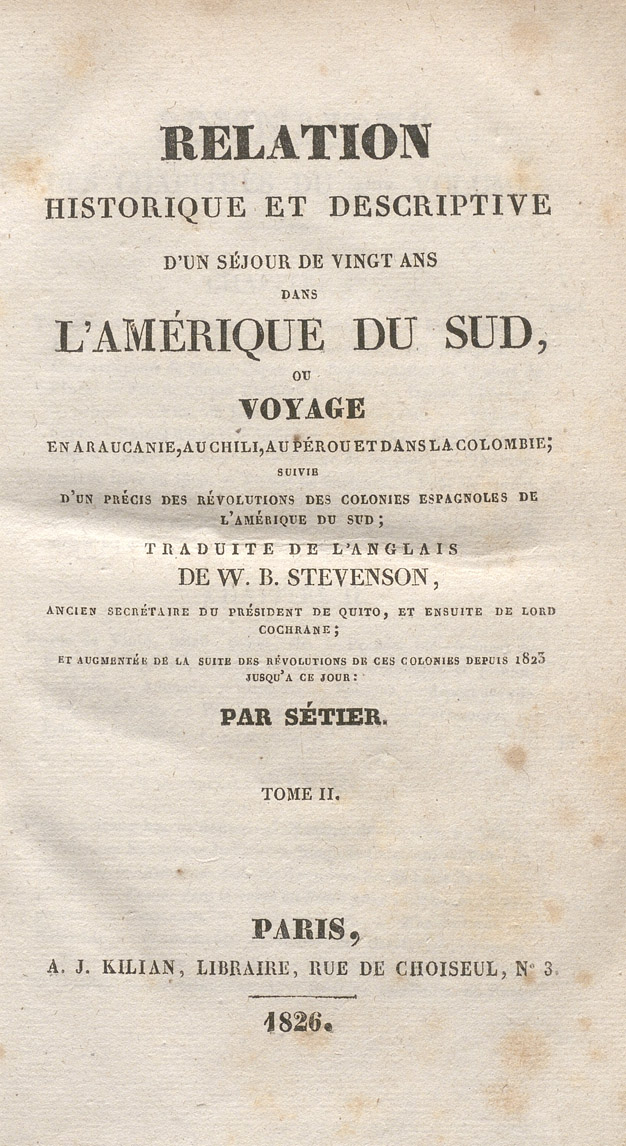 RELATION
HISTORIQUE ET DESCRIPTIVE
D'UN SÉJOUR DE VINGT ANS
DANS
L'AMÉRIQUE DU SUD,
OU
VOYAGE
EN ARAUCANIE, AU CHILI, AU PÉROU ET DANS LA COLOMBIE;
SUIVIE
D'UN PRÉCIS DES RÉVOLUTIONS DES COLONIES ESPAGNOLES DE
L'AMÉRIQUE DU SUD;
TRADUITE DE L'ANGLAIS
DE W. B. STEVENSON,
ANCIEN SECRÉTAIRE DU PRÉSIDENT DE QUITO, ET ENSUITE DE LORD
COCHRANE;
ET AUGMENTÉE DE LA SUITE DES RÉVOLUTIONS DE CES COLONIES DEPUIS 1823
JUSQU'A CE JOUR:
PAR SÉTIER.
TOME II.
PARIS,
A. J. KILIAN, LIBRAIRE, RUE DE CHOISEUL, N° 3.
1826.